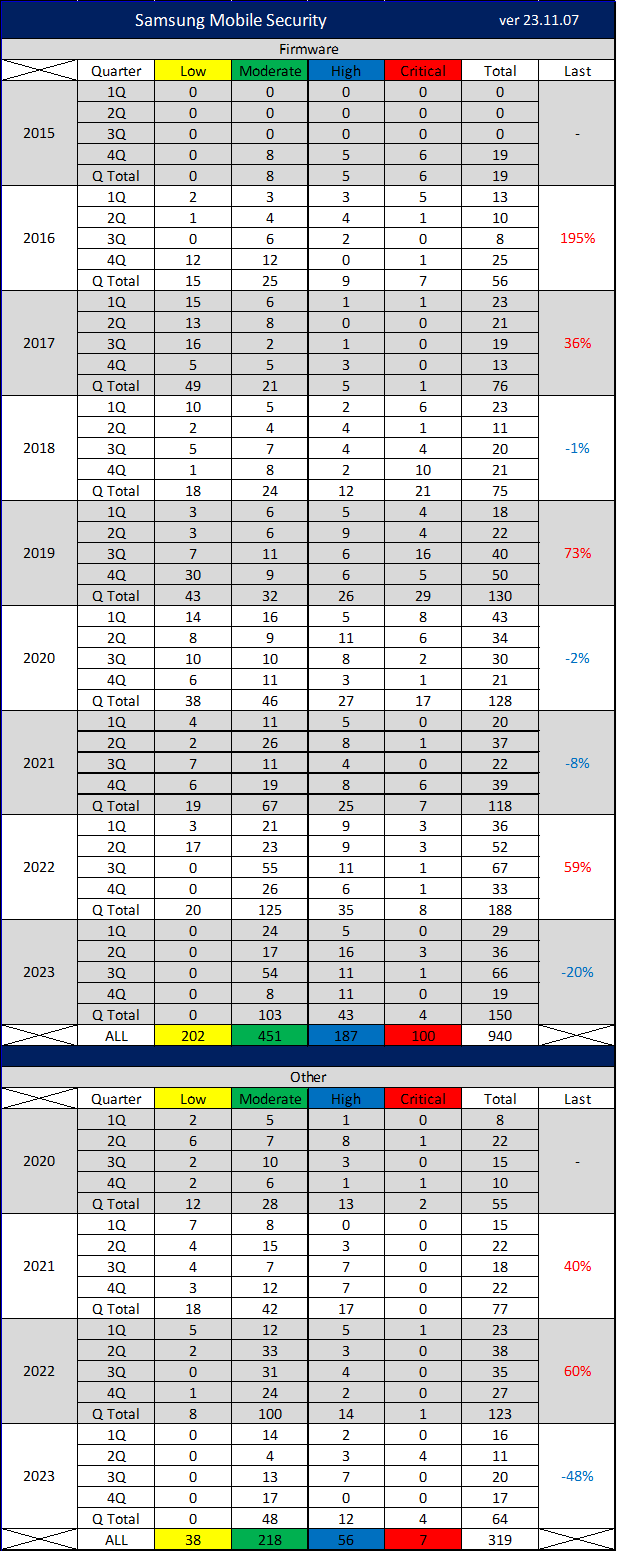 Samsung Mobile Security ver 23.11.07
Firmware
Quarter Low Moderate High Critical Total Last
1Q 0 0 0 0 0
2Q 0 0 0 0 0
2015 3Q 0 0 0 0 0 -
4Q 0 8 5 6 19
Q Total 0 8 5 6 19
1Q 2 3 3 5 13
2Q 1 4 4 1 10
2016 3Q 0 6 2 0 8 195%
4Q 12 12 0 1 25
Q Total 15 25 9 7 56
1Q 15 6 1 1 23
2Q 13 8 0 0 21
2017 3Q 16 2 1 0 19 36%
4Q 5 5 3 0 13
Q Total 49 21 5 1 76
1Q 10 5 2 6 23
2Q 2 4 4 1 11
2018 3Q 5 7 4 4 20 -1%
4Q 1 8 2 10 21
Q Total 18 24 12 21 75
1Q 3 6 5 4 18
2Q 3 6 9 4 22
2019 3Q 7 11 6 16 40 73%
4Q 30 9 6 5 50
Q Total 43 32 26 29 130
1Q 14 16 5 8 43
2Q 8 9 11 6 34
2020 3Q 10 10 8 2 30 -2%
4Q 6 11 3 1 21
Q Total 38 46 27 17 128
1Q 4 11 5 0 20
2Q 2 26 8 1 37
2021 3Q 7 11 4 0 22 -8%
4Q 6 19 8 6 39
Q Total 19 67 25 7 118
1Q 3 21 9 3 36
2Q 17 23 9 3 52
2022 3Q 0 55 11 1 67 59%
4Q 0 26 6 1 33
Q Total 20 125 35 8 188
1Q 0 24 5 0 29
2Q 0 17 16 3 36
2023 3Q 0 54 11 1 66 -20%
4Q 0 8 11 0 19
Q Total 0 103 43 4 150
ALL 202 451 187 100 940
Other
Quarter Low Moderate High Critical Total Last
1Q 2 5 1 0 8
2Q 6 7 8 1 22
2020 3Q 2 10 3 0 15 -
4Q 2 6 1 1 10
Q Total 12 28 13 2 55
1Q 7 8 0 0 15
2Q 4 15 3 0 22
2021 3Q 4 7 7 0 18 40%
4Q 3 12 7 0 22
Q Total 18 42 17 0 77
1Q 5 12 5 1 23
2Q 2 33 3 0 38
2022 3Q 0 31 4 0 35 60%
4Q 1 24 2 0 27
Q Total 8 100 14 1 123
1Q 0 14 2 0 16
2Q 0 4 3 4 11
2023 3Q 0 13 7 0 20 -48%
4Q 0 17 0 0 17
Q Total 0 48 12 4 64
ALL 38 218 56 7 319